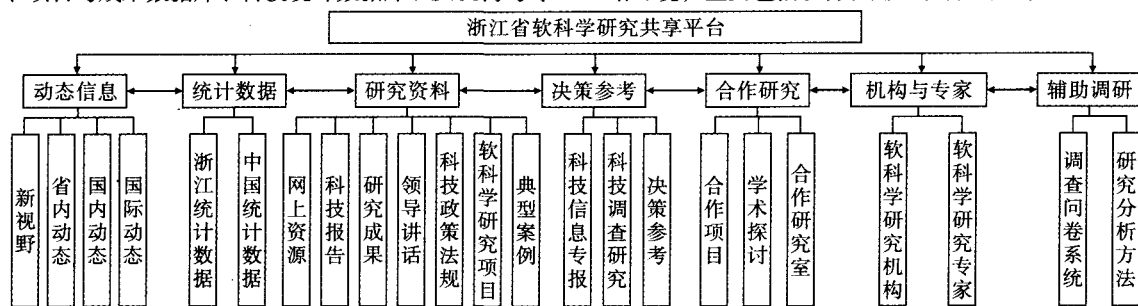 浙江省软科学研究共享平台
动态信息
统计数据
研究资料
决策参考
合作研究
机构与专家
辅助调研
新视野
省内动态
国内动态
国际动态
浙江统计数据
中国统计数据
网上资源
科技报告
研究成果
领导讲话
科技政策法规
软科学研究项目
典型案例
科技信息专报
科技调查研究
决策参考
合作项目
学术探讨
合作研究室
软科学研究机构
软科学研究专家
调查问卷系统
研究分析方法